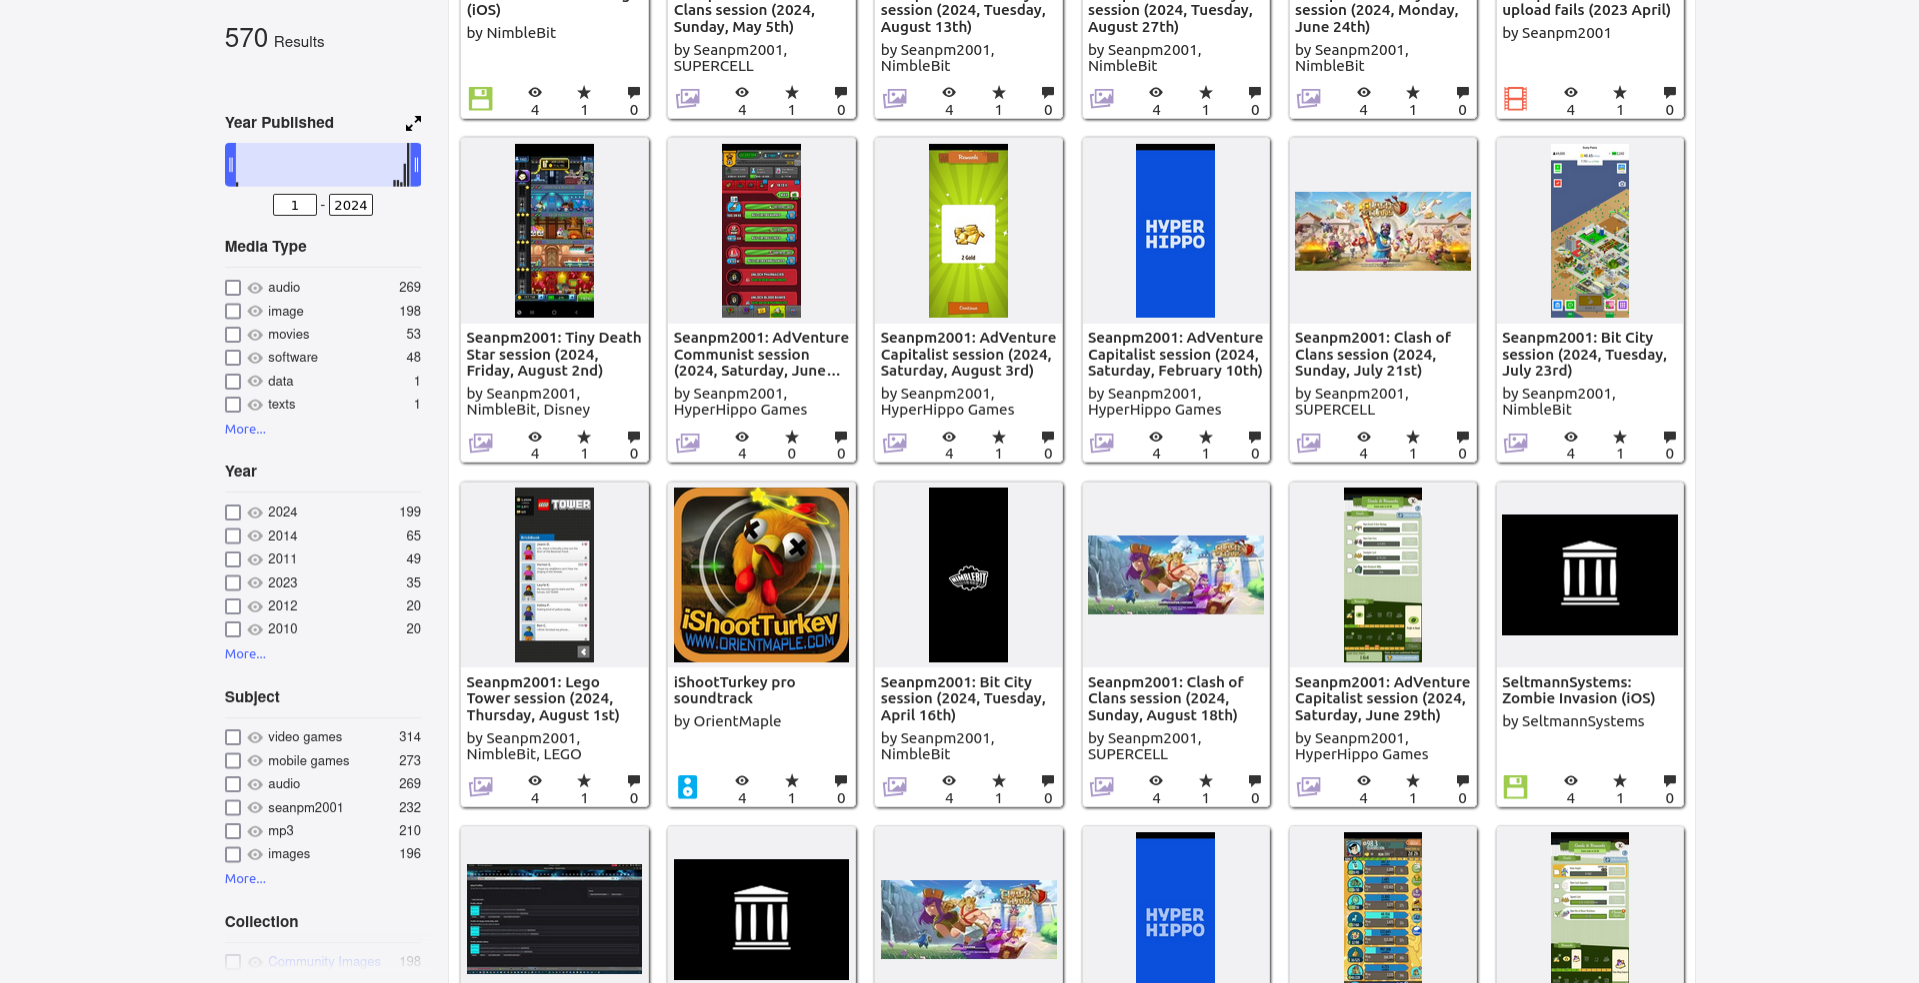 570 Results
Year Published
1 - 2024
Media Type
audio 269
image 198
movies 53
software 48
data 1
texts 1
More...
Year
2024 199
2014 65
2011 49
2023 35
2012 20
2010 20
More...
Subject
video games 314
mobile games 273
audio 269
seanpm2001 232
mp3 210
images 196
More...
Collection
Community Images 198
(iOS)
by NimbleBit
4 1 0
Clans session (2024,
Sunday, May 5th)
by Seanpm2001,
SUPERCELL
4 1 0
session (2024, Tuesday,
August 13th)
by Seanpm2001,
NimbleBit
4 1 0
session (2024, Tuesday,
August 27th)
by Seanpm2001,
NimbleBit
4 1 0
session (2024, Monday,
June 24th)
by Seanpm2001,
NimbleBit
4 1 0
upload fails (2023 April)
by Seanpm2001
4 1 0
Seanpm2001: Tiny Death
Star session (2024,
Friday, August 2nd)
by Seanpm2001,
NimbleBit, Disney
4 1 0
Seanpm2001: AdVenture
Communist session
(2024, Saturday, June...
by Seanpm2001,
HyperHippo Games
4 0 0
Rewards
2 Gold
Continue
Seanpm2001: AdVenture
Capitalist session (2024,
Saturday, August 3rd)
by Seanpm2001,
HyperHippo Games
4 1 0
HYPER
HIPPO
Seanpm2001: AdVenture
Capitalist session (2024,
Saturday, February 10th)
by Seanpm2001,
HyperHippo Games
4 1 0
Seanpm2001: Clash of
Clans session (2024,
Sunday, July 21st)
by Seanpm2001,
SUPERCELL
4 1 0
Seanpm2001: Bit City
session (2024, Tuesday,
July 23rd)
by Seanpm2001,
NimbleBit
4 1 0
LEGO TOWER
Seanpm2001: Lego
Tower session (2024,
Thursday, August 1st)
by Seanpm2001,
NimbleBit, LEGO
4 1 0
iShootTurkey
WWW.ORIENTMAPLE.COM
iShootTurkey pro
soundtrack
by OrientMaple
4 1 0
NIMBLEBIT
Seanpm2001: Bit City
session (2024, Tuesday,
April 16th)
by Seanpm2001,
NimbleBit
4 1 0
Seanpm2001: Clash of
Clans session (2024,
Sunday, August 18th)
by Seanpm2001,
SUPERCELL
4 1 0
Seanpm2001: AdVenture
Capitalist session (2024,
Saturday, June 29th)
by Seanpm2001,
HyperHippo Games
4 1 0
SeltmannSystems:
Zombie Invasion (iOS)
by SeltmannSystems
4 1 0
HYPER
HIPPO